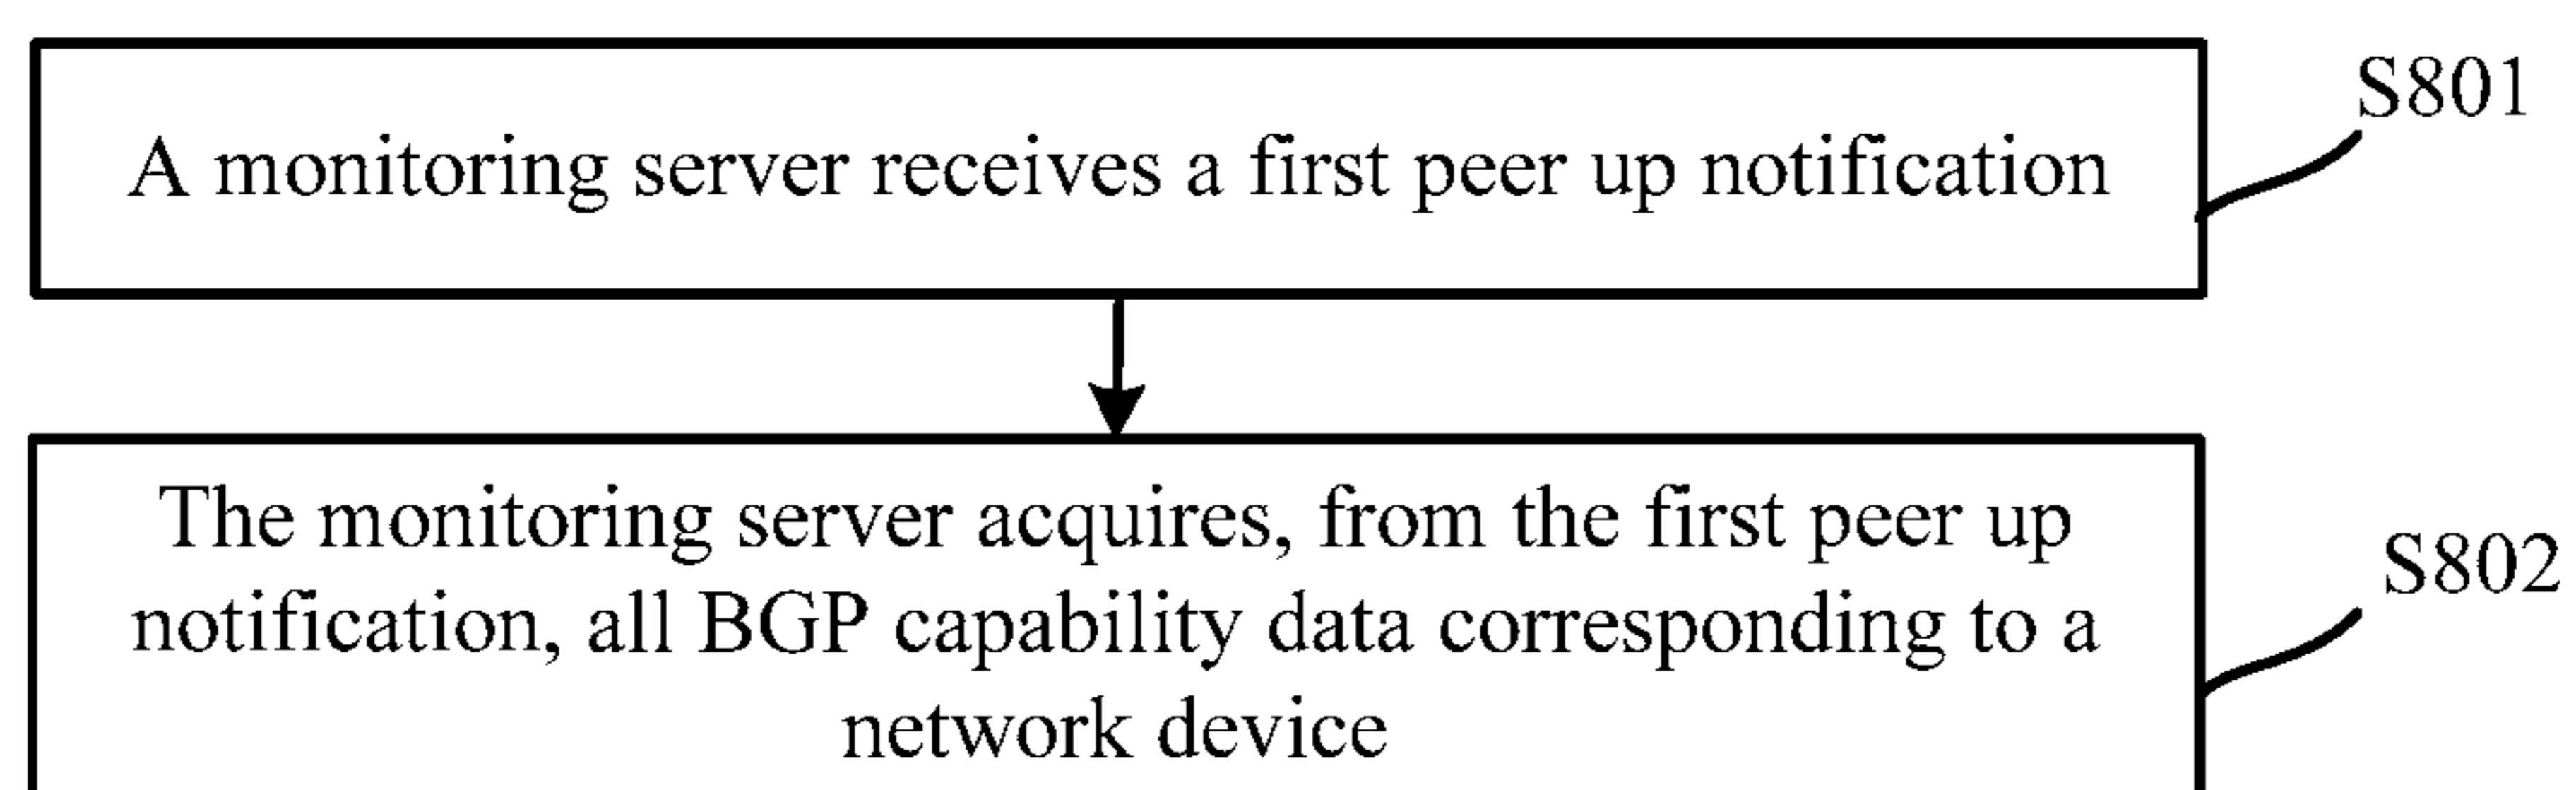 S801
A monitoring server receives a first peer up notification
The monitoring server acquires, from the first peer up
notification, all BGP capability data corresponding to a
network device
S802